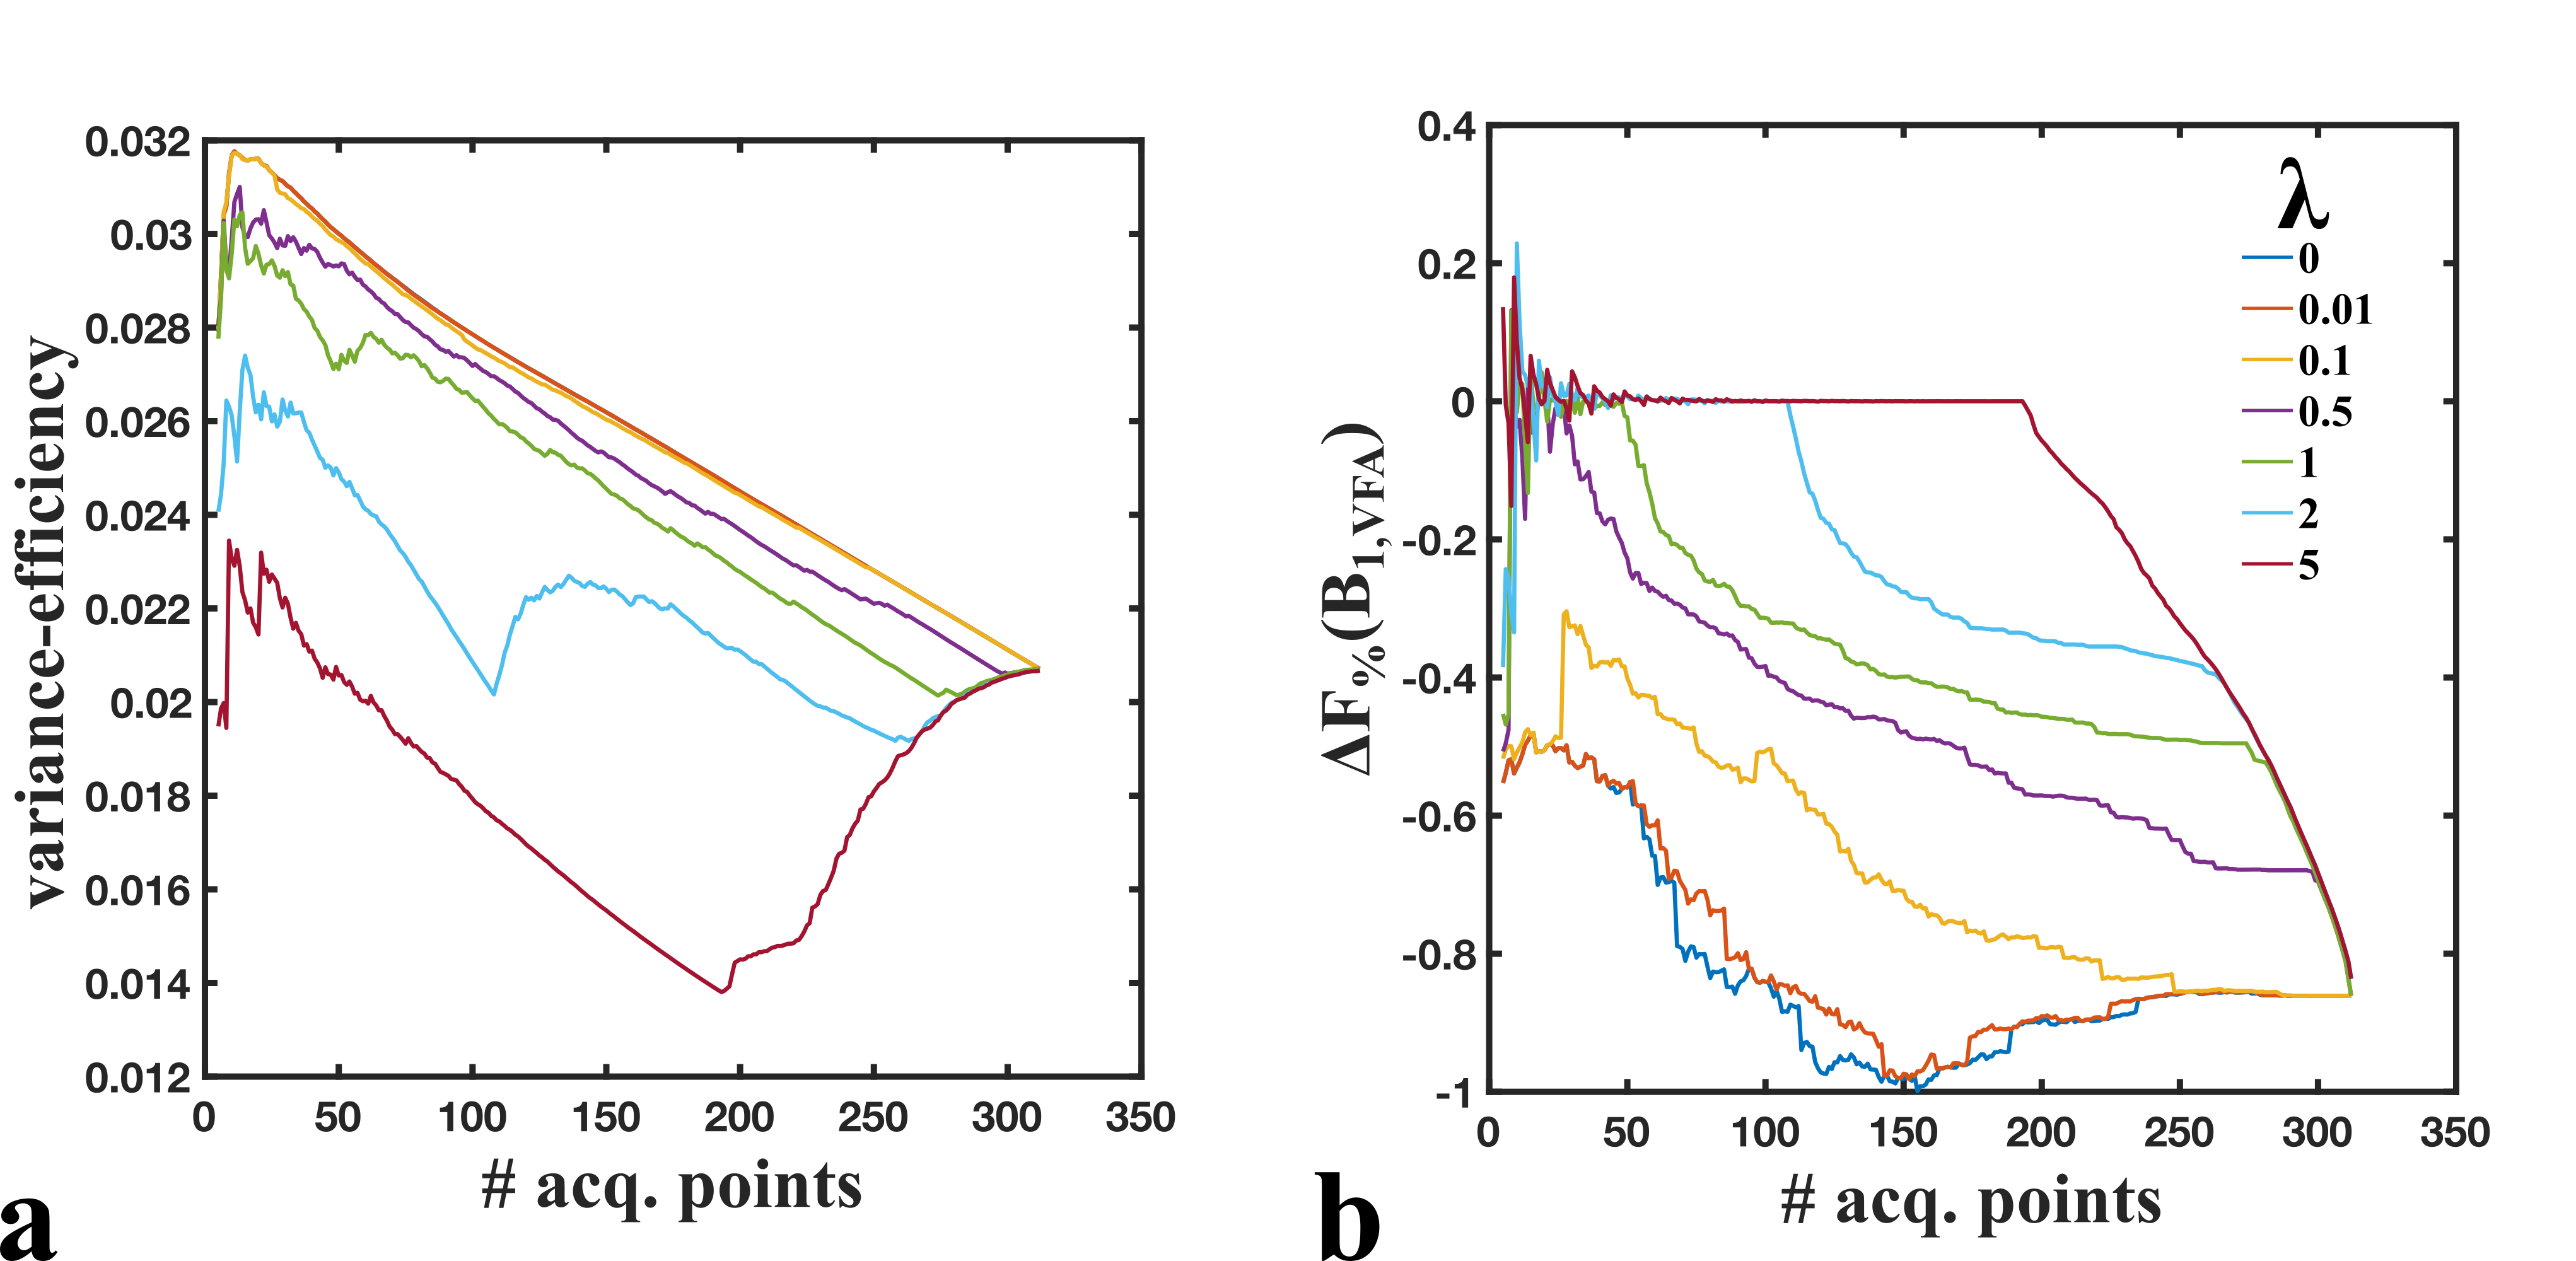 variance-efficiency
0.032
0.03
0.028
0.026
0.024
0.022
0.02
0.018
0.016
0.014
0.012
0 50 100 150 200 250 300 350
# acq. points
a
ΔF%(B1,VFA)
0.4
0.2
0
-0.2
-0.4
-0.6
-0.8
-1
0 50 100 150 200 250 300 350
# acq. points
λ
0
0.01
0.1
0.5
1
2
5
b